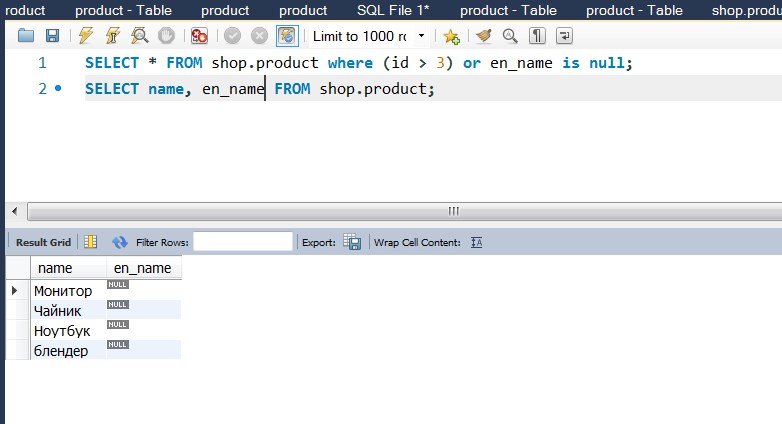 roduct product - Table product product SQL File 1* product - Table product - Table shop.produ
Limit to 1000 rc
1 SELECT * FROM shop.product where (id > 3) or en_name is null;
2 SELECT name, en_name FROM shop.product;
Result Grid Filter Rows: Export: Wrap Cell Content: IA
name en_name
Монитор NULL
Чайник NULL
Ноутбук NULL
блендер NULL